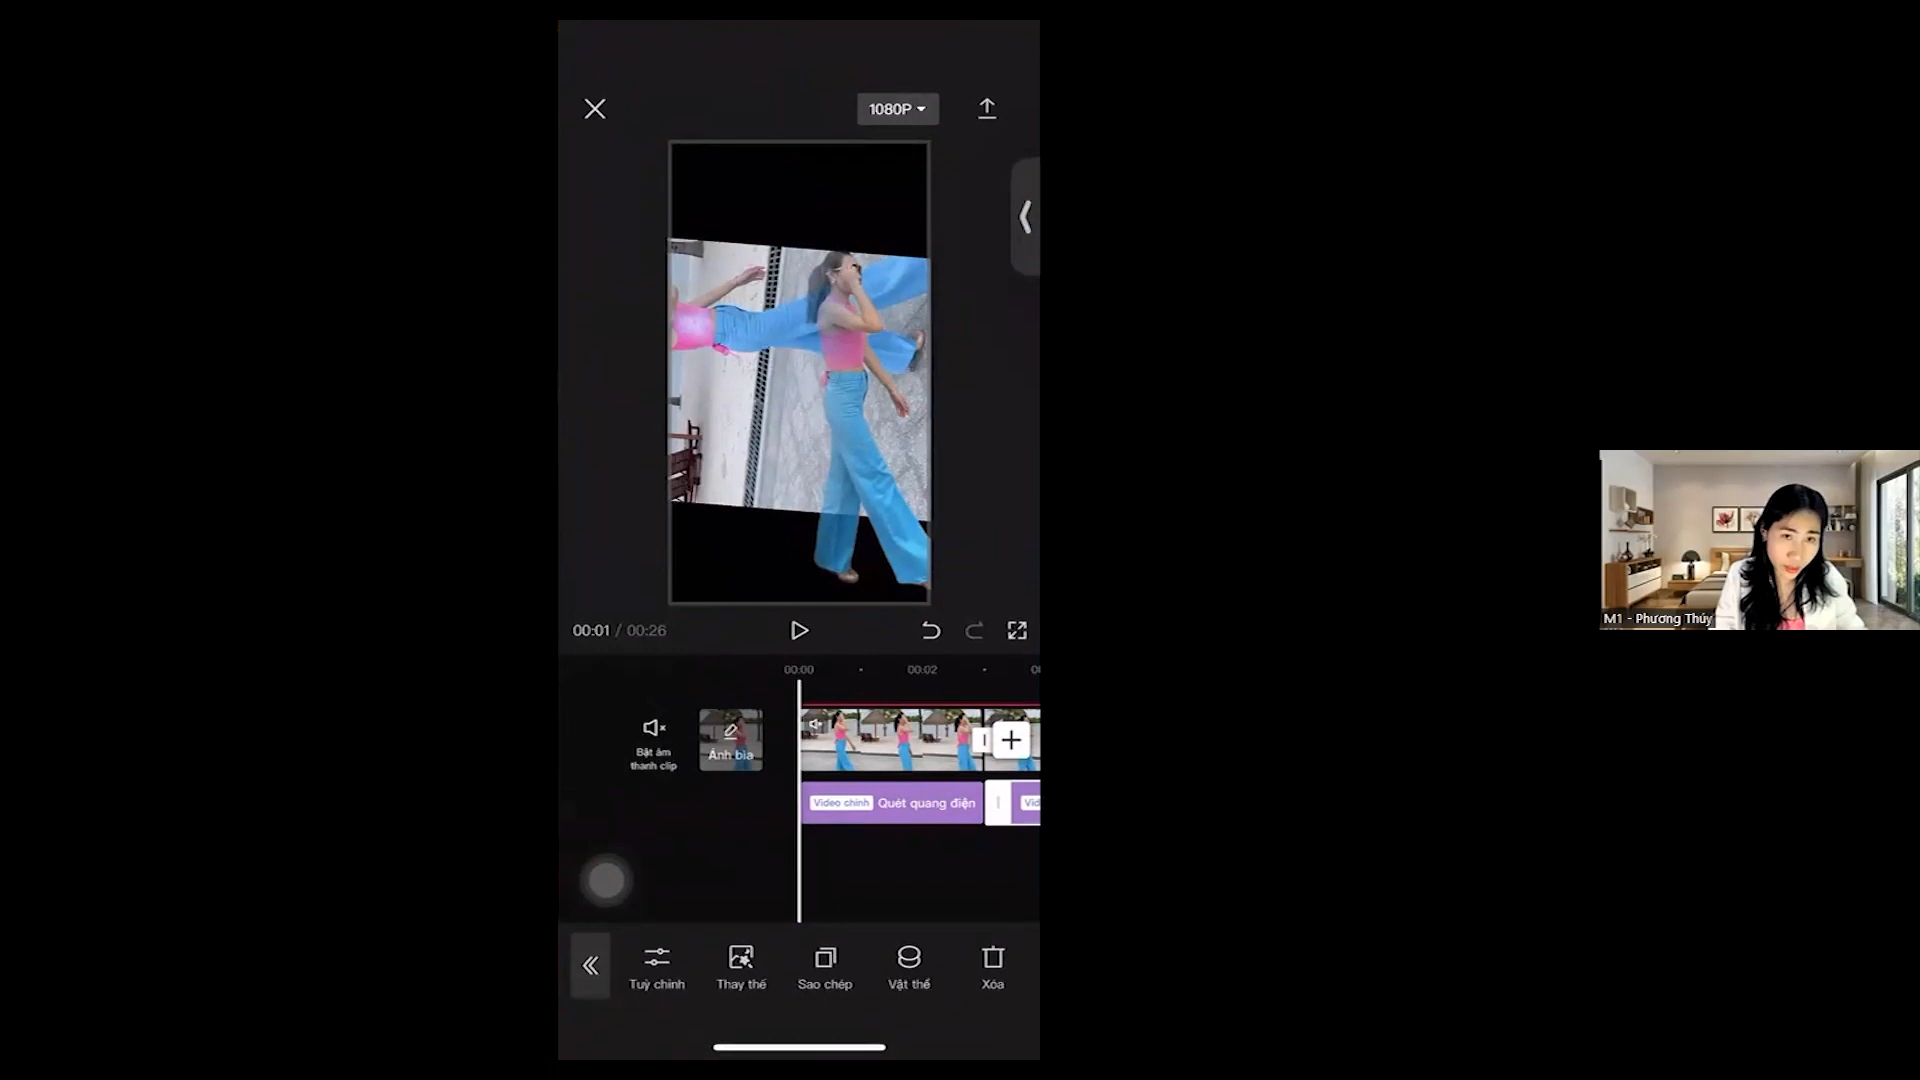 1080P
00:01 / 00:26
00:00
00:02
Bật âm
thanh clip
Ảnh bìa
Video chính Quét quang điện
Vid
Tuỳ chỉnh
Thay thế
Sao chép
Vật thể
Xóa
M1 - Phương Thúy